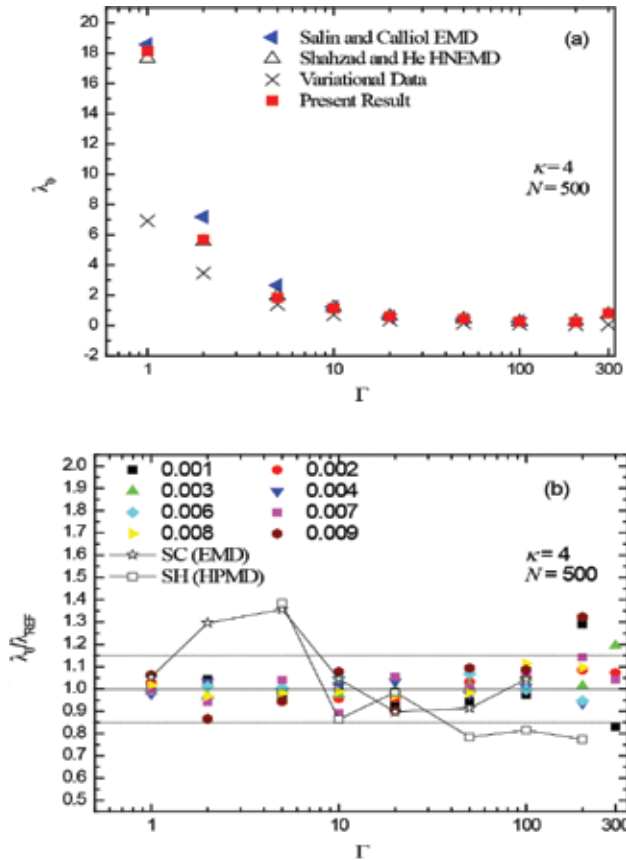 20
18
16
14
12
10
8
6
4
2
0
-2
λ₀
Salin and Calliol EMD
Shahzad and He HNEMD
Variational Data
Present Result
(a)
κ=4
N = 500
1
10
100
300
Γ
2.0
1.9
1.8
1.7
1.6
1.5
1.4
1.3
1.2
1.1
1.0
0.9
0.8
0.7
0.6
0.5
λ₀/λREF
0.001
0.002
0.003
0.004
0.006
0.007
0.008
0.009
SC (EMD)
SH (HPMD)
(b)
κ=4
N = 500
1
10
100
300
Γ